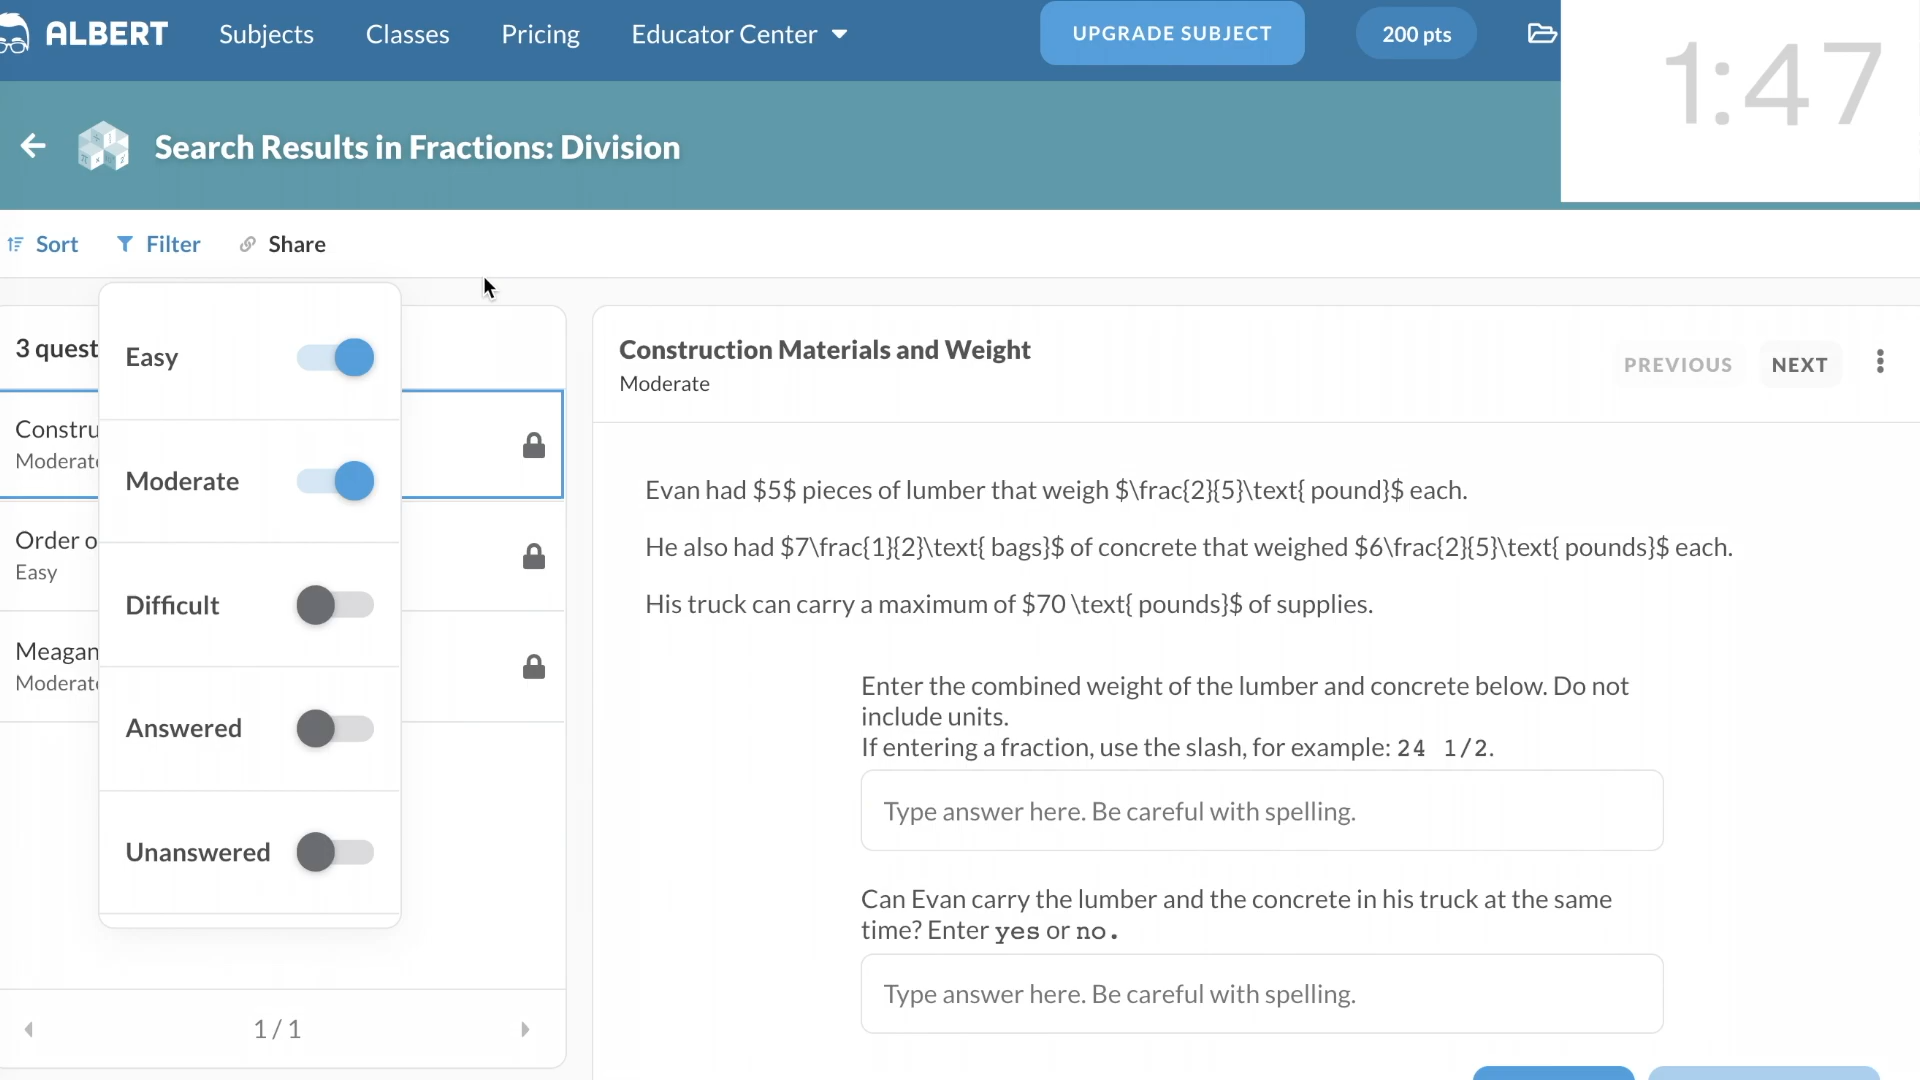 ALBERT
Subjects
Classes
Pricing
Educator Center
UPGRADE SUBJECT
200 pts
1:47
Search Results in Fractions: Division
Sort
Filter
Share
3 quest
Easy
Moderate
Difficult
Answered
Unanswered
Constru
Moderat
Order o
Easy
Meagan
Moderat
1 / 1
Construction Materials and Weight
Moderate
PREVIOUS
NEXT
Evan had $5$ pieces of lumber that weigh $\frac{2}{5}\text{ pound}$ each.
He also had $7\frac{1}{2}\text{ bags}$ of concrete that weighed $6\frac{2}{5}\text{ pounds}$ each.
His truck can carry a maximum of $70 \text{ pounds}$ of supplies.
Enter the combined weight of the lumber and concrete below. Do not
include units.
If entering a fraction, use the slash, for example: 24 1/2.
Type answer here. Be careful with spelling.
Can Evan carry the lumber and the concrete in his truck at the same
time? Enter yes or no.
Type answer here. Be careful with spelling.